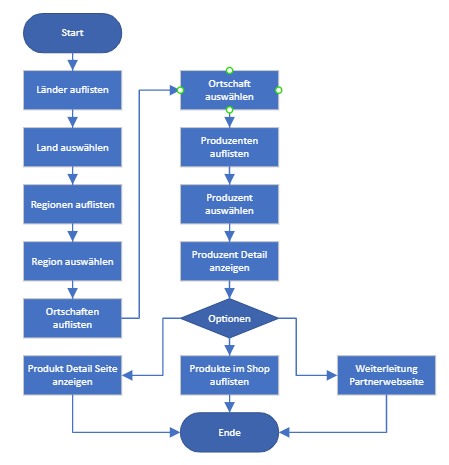 Start
Länder auflisten
Land auswählen
Regionen auflisten
Region auswählen
Ortschaften
auflisten
Ortschaft
auswählen
Produzenten
auflisten
Produzent
auswählen
Produzent Detail
anzeigen
Optionen
Produkt Detail Seite
anzeigen
Produkte im Shop
auflisten
Weiterleitung
Partnerwebseite
Ende